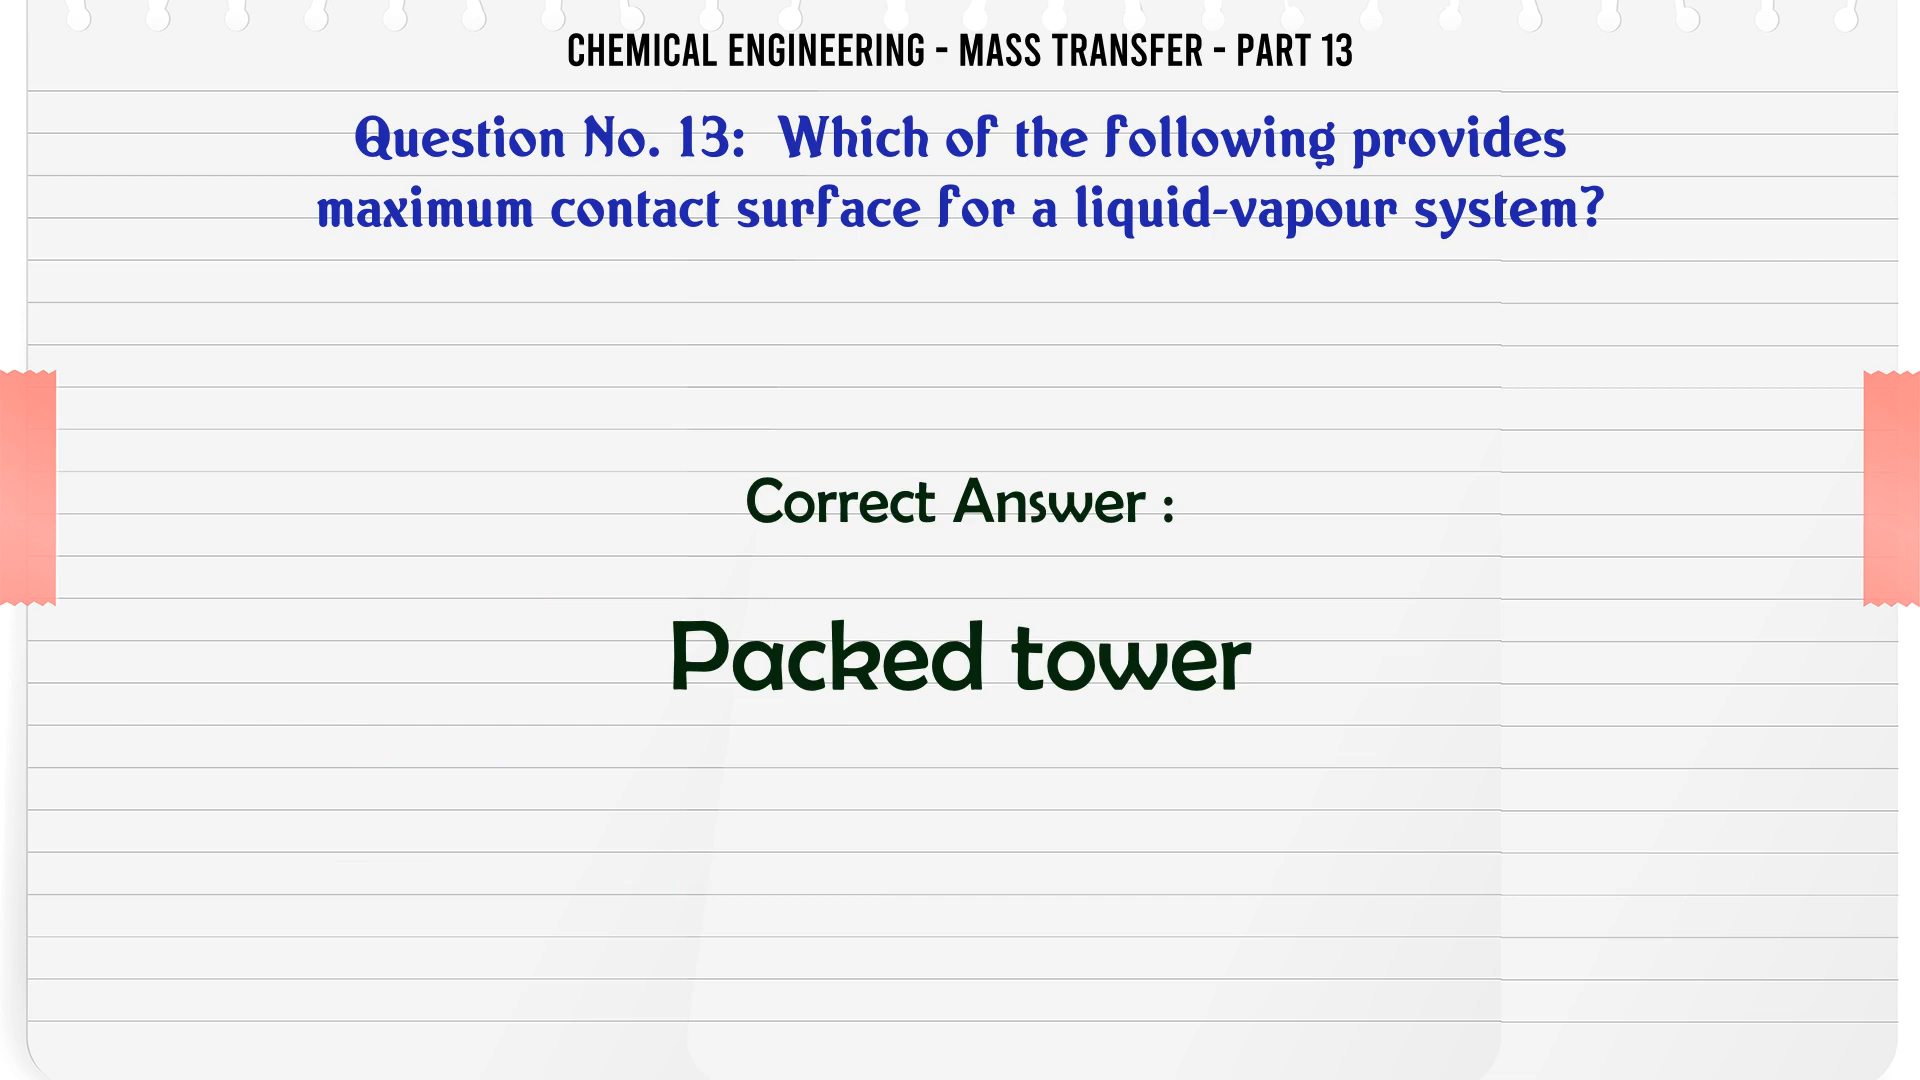 CHEMICAL ENGINEERING - MASS TRANSFER - PART 13
Question No. 13: Which of the following provides
maximum contact surface for a liquid-vapour system?
Correct Answer :
Packed tower